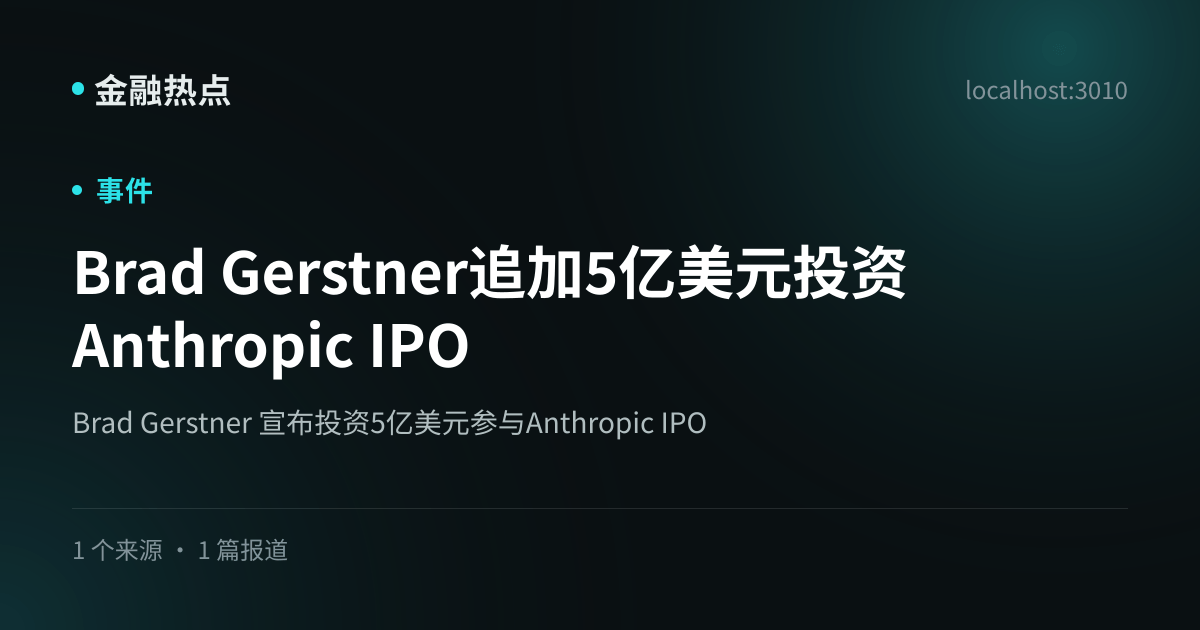 金融热点
localhost:3010
事件
Brad Gerstner追加5亿美元投资
Anthropic IPO
Brad Gerstner 宣布投资5亿美元参与Anthropic IPO
1 个来源 · 1 篇报道